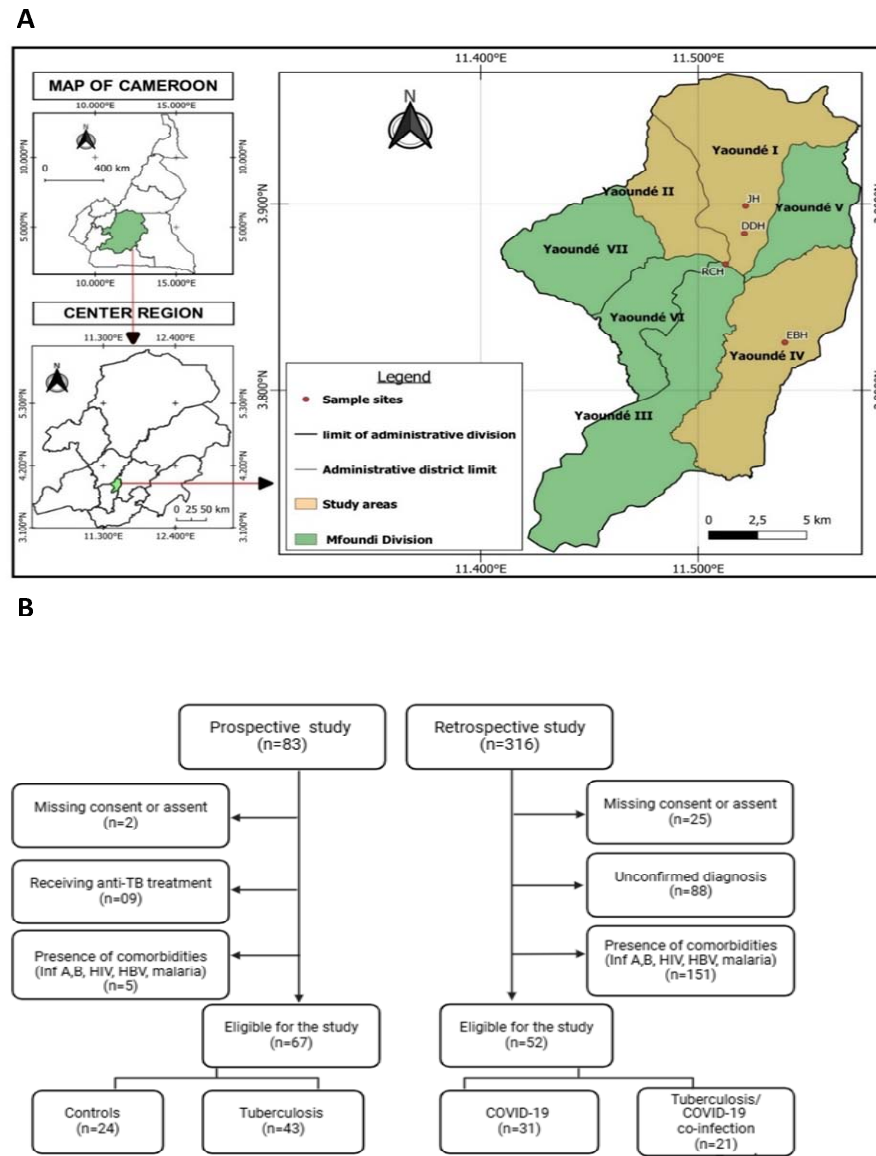 A
MAP OF CAMEROON
10.000°E 15.000°E
N
0 400 km
10.000°N
5.000°N
10.000°N
5.000°N
10.000°E 15.000°E
CENTER REGION
11.300°E 12.400°E
N
5.300°N
4.200°N
3.100°N
5.300°N
4.200°N
3.100°N
0 25 50 km
11.300°E 12.400°E
11.400°E 11.500°E
N
3.900°N
3.800°N
Yaoundé I
Yaoundé II
JH
Yaoundé V
DDH
Yaoundé VII
RCH
Yaoundé VI
EBH
Yaoundé IV
Yaoundé III
Legend
Sample sites
limit of administrative division
Administrative district limit
Study areas
Mfoundi Division
0 2,5 5 km
11.400°E 11.500°E
B
Prospective study
(n=83)
Retrospective study
(n=316)
Missing consent or assent
(n=2)
Missing consent or assent
(n=25)
Receiving anti-TB treatment
(n=09)
Unconfirmed diagnosis
(n=88)
Presence of comorbidities
(Inf A,B, HIV, HBV, malaria)
(n=5)
Presence of comorbidities
(Inf A,B, HIV, HBV, malaria)
(n=151)
Eligible for the study
(n=67)
Eligible for the study
(n=52)
Controls
(n=24)
Tuberculosis
(n=43)
COVID-19
(n=31)
Tuberculosis/
COVID-19
co-infection
(n=21)